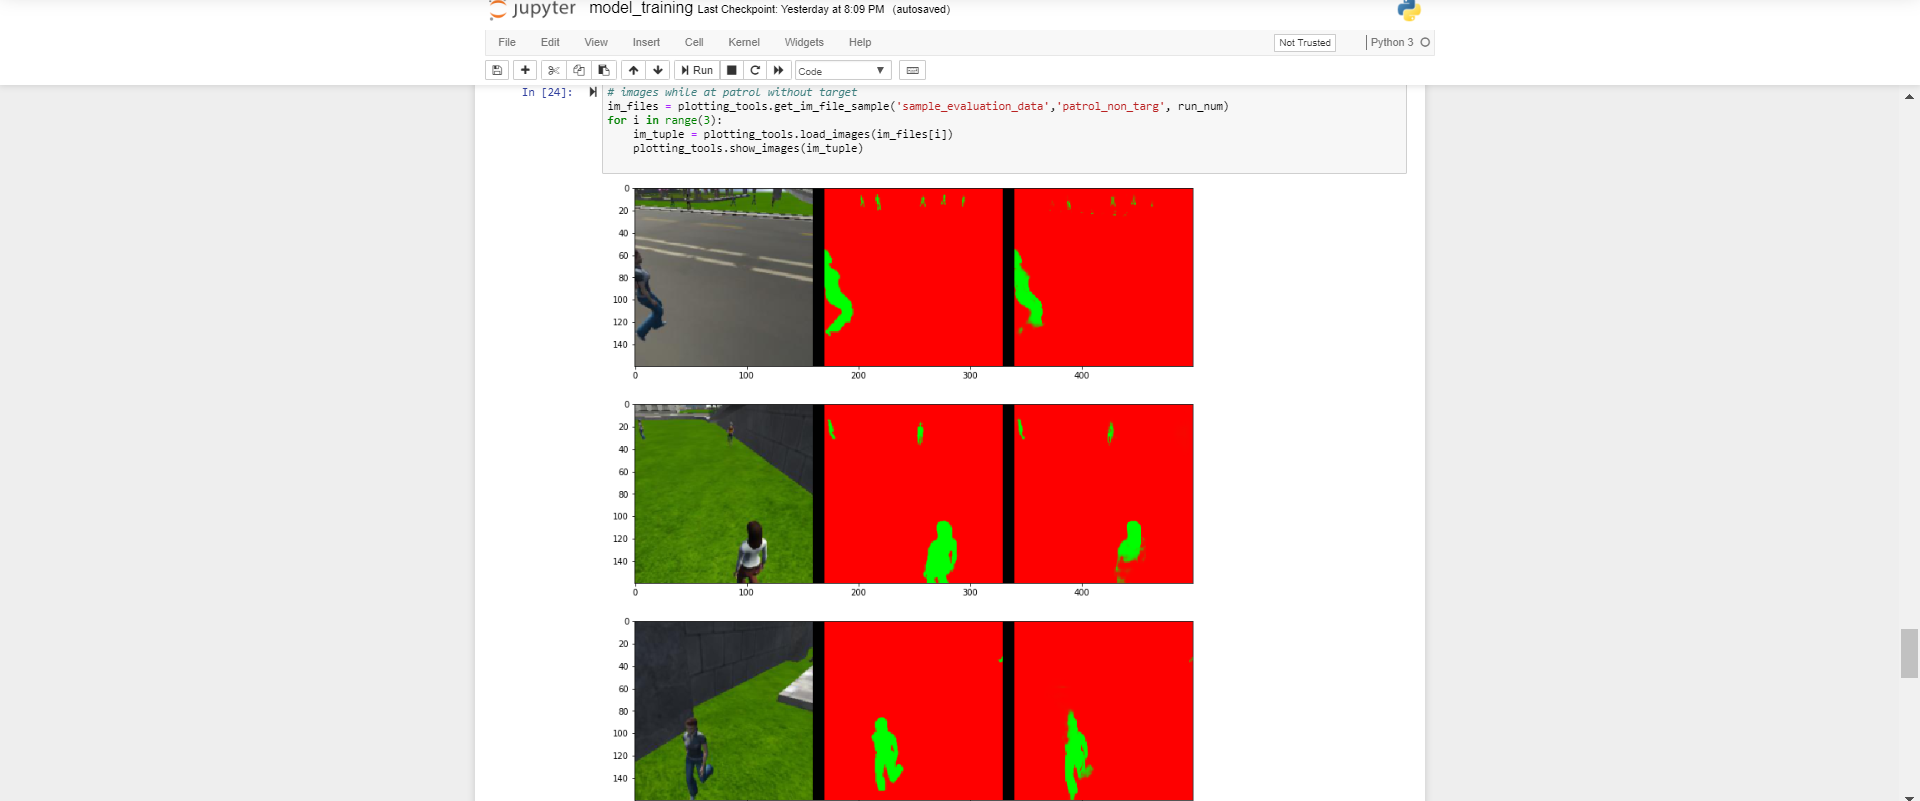 jupyter model_training Last Checkpoint: Yesterday at 8:09 PM (autosaved)
File Edit View Insert Cell Kernel Widgets Help Not Trusted Python 3
Run Code
In [24]: # images while at patrol without target
im_files = plotting_tools.get_im_file_sample('sample_evaluation_data','patrol_non_targ', run_num)
for i in range(3):
    im_tuple = plotting_tools.load_images(im_files[i])
    plotting_tools.show_images(im_tuple)
0
20
40
60
80
100
120
140
0 100 200 300 400
0
20
40
60
80
100
120
140
0 100 200 300 400
0
20
40
60
80
100
120
140